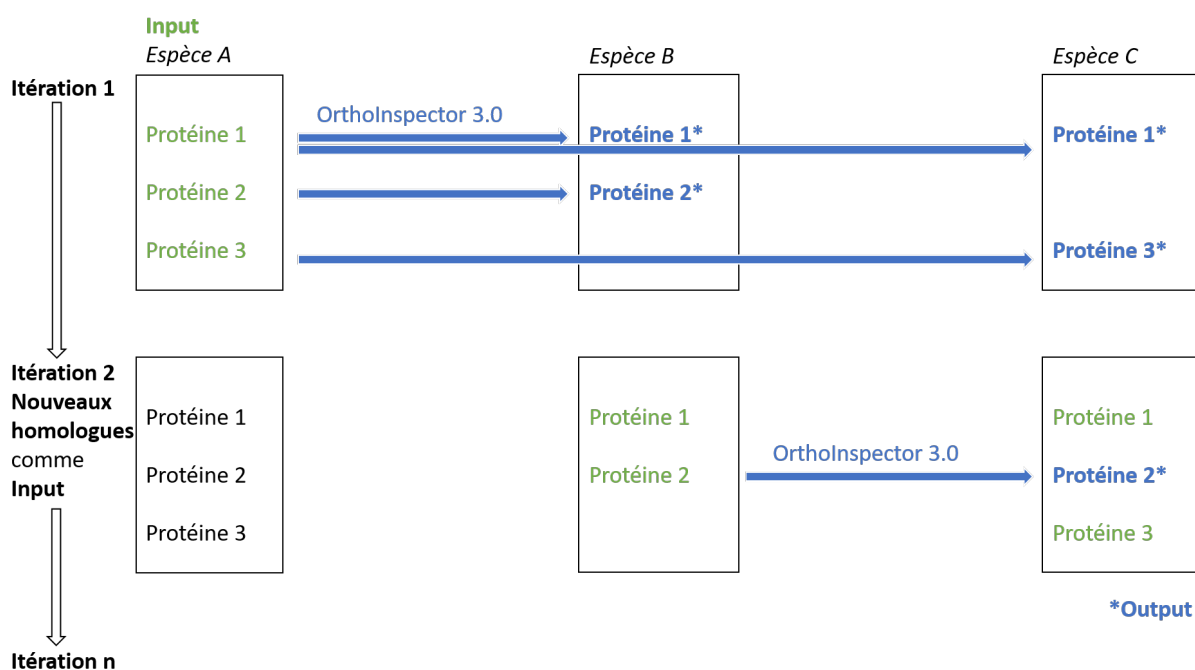 Input
Espèce A
Espèce B
Espèce C
Itération 1
OrthoInspector 3.0
Protéine 1
Protéine 1*
Protéine 1*
Protéine 2
Protéine 2*
Protéine 3
Protéine 3*
Itération 2
Nouveaux
homologues
comme
Input
Protéine 1
Protéine 1
Protéine 1
OrthoInspector 3.0
Protéine 2
Protéine 2
Protéine 2*
Protéine 3
Protéine 3
*Output
Itération n